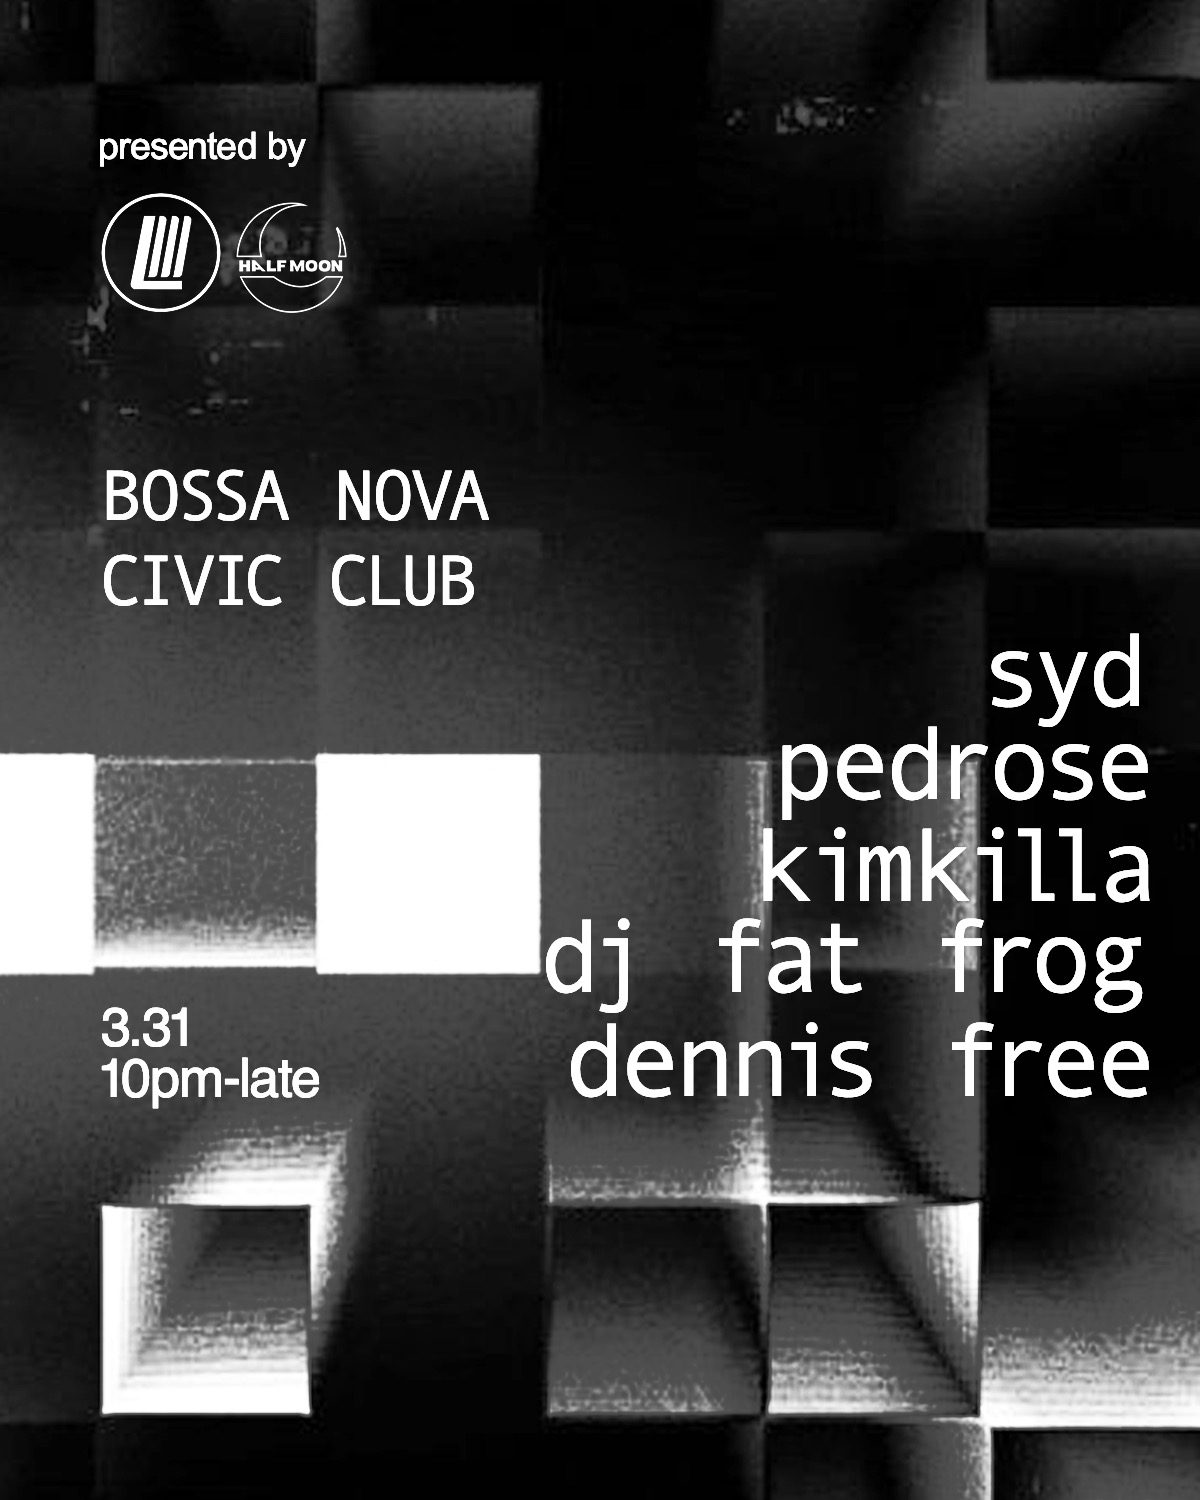 presented by
HALF MOON
BOSSA NOVA
CIVIC CLUB
syd
pedrose
kimkilla
dj fat frog
dennis free
3.31
10pm-late